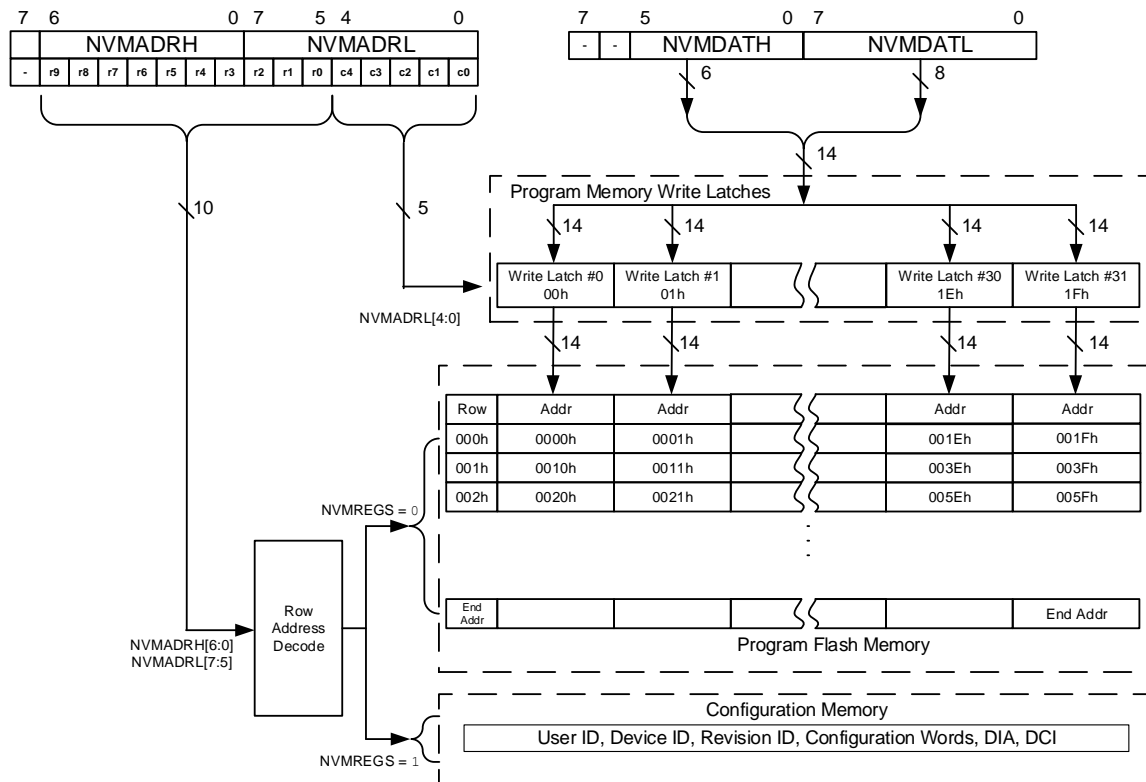 7 6 0 7 5 4 0 7 5 0 7 0
NVMADRH NVMADRL - - NVMDATH NVMDATL
- r9 r8 r7 r6 r5 r4 r3 r2 r1 r0 c4 c3 c2 c1 c0
6 8
14
Program Memory Write Latches
10 5
14 14 14 14
Write Latch #0 Write Latch #1 Write Latch #30 Write Latch #31
00h 01h 1Eh 1Fh
NVMADRL[4:0]
14 14 14 14
Row Addr Addr Addr Addr
000h 0000h 0001h 001Eh 001Fh
001h 0010h 0011h 003Eh 003Fh
002h 0020h 0021h 005Eh 005Fh
NVMREGS = 0
End
Addr
End Addr
Row
Address
Decode
NVMADRH[6:0]
NVMADRL[7:5]
Program Flash Memory
Configuration Memory
User ID, Device ID, Revision ID, Configuration Words, DIA, DCI
NVMREGS = 1